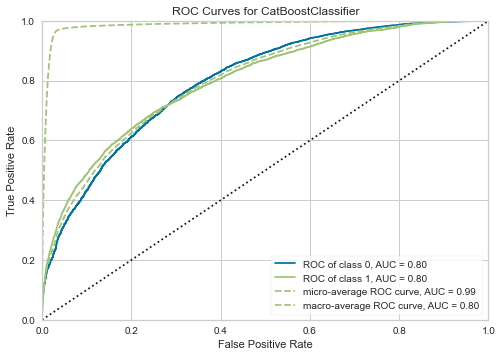 ROC Curves for CatBoostClassifier
True Positive Rate
1.0
0.8
0.6
0.4
0.2
0.0
0.0 0.2 0.4 0.6 0.8 1.0
False Positive Rate
ROC of class 0, AUC = 0.80
ROC of class 1, AUC = 0.80
micro-average ROC curve, AUC = 0.99
macro-average ROC curve, AUC = 0.80